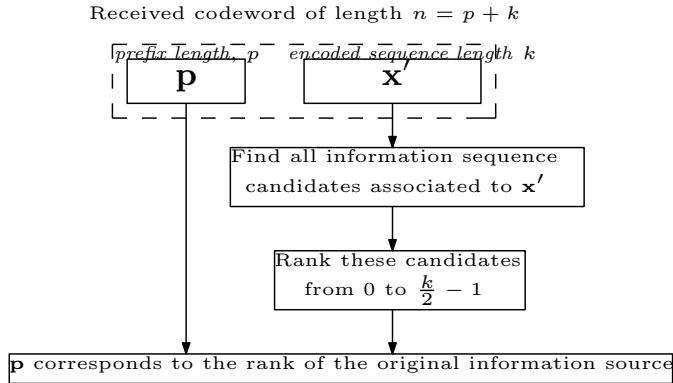 Received codeword of length n = p + k
prefix length, p encoded sequence length k
p x′
Find all information sequence
candidates associated to x′
Rank these candidates
from 0 to k/2 − 1
p corresponds to the rank of the original information source